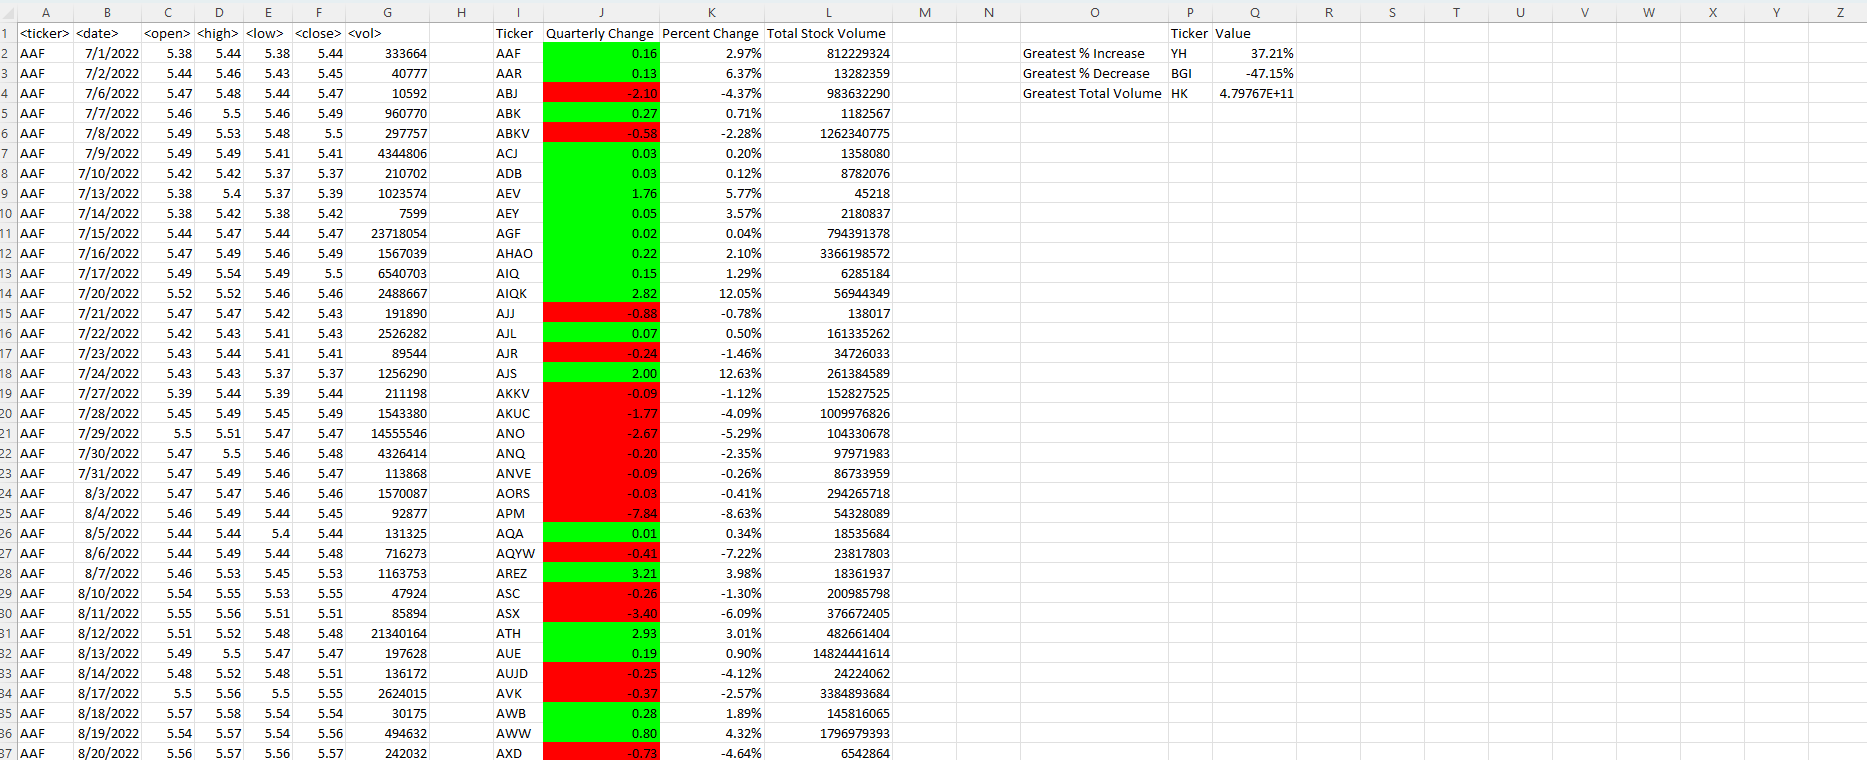 A B C D E F G H I J K L M N O P Q R S T U V W X Y Z
1 <ticker> <date> <open> <high> <low> <close> <vol> Ticker Quarterly Change Percent Change Total Stock Volume Ticker Value
2 AAF 7/1/2022 5.38 5.44 5.38 5.44 333664 AAF 0.16 2.97% 812229324 Greatest % Increase YH 37.21%
3 AAF 7/2/2022 5.44 5.46 5.43 5.45 40777 AAR 0.13 6.37% 13282359 Greatest % Decrease BGI -47.15%
4 AAF 7/6/2022 5.47 5.48 5.44 5.47 10592 ABJ -2.10 -4.37% 983632290 Greatest Total Volume HK 4.79767E+11
5 AAF 7/7/2022 5.46 5.5 5.46 5.49 960770 ABK 0.27 0.71% 1182567
6 AAF 7/8/2022 5.49 5.53 5.48 5.5 297757 ABKV -0.58 -2.28% 1262340775
7 AAF 7/9/2022 5.49 5.49 5.41 5.41 4344806 ACJ 0.03 0.20% 1358080
8 AAF 7/10/2022 5.42 5.42 5.37 5.37 210702 ADB 0.03 0.12% 8782076
9 AAF 7/13/2022 5.38 5.4 5.37 5.39 1023574 AEV 1.76 5.77% 45218
10 AAF 7/14/2022 5.38 5.42 5.38 5.42 7599 AEY 0.05 3.57% 2180837
11 AAF 7/15/2022 5.44 5.47 5.44 5.47 23718054 AGF 0.02 0.04% 794391378
12 AAF 7/16/2022 5.47 5.49 5.46 5.49 1567039 AHAO 0.22 2.10% 3366198572
13 AAF 7/17/2022 5.49 5.54 5.49 5.5 6540703 AIQ 0.15 1.29% 6285184
14 AAF 7/20/2022 5.52 5.52 5.46 5.46 2488667 AIQK 2.82 12.05% 56944349
15 AAF 7/21/2022 5.47 5.47 5.42 5.43 191890 AJJ -0.88 -0.78% 138017
16 AAF 7/22/2022 5.42 5.43 5.41 5.43 2526282 AJL 0.07 0.50% 161335262
17 AAF 7/23/2022 5.43 5.44 5.41 5.41 89544 AJR -0.24 -1.46% 34726033
18 AAF 7/24/2022 5.43 5.43 5.37 5.37 1256290 AJS 2.00 12.63% 261384589
19 AAF 7/27/2022 5.39 5.44 5.39 5.44 211198 AKKV -0.09 -1.12% 152827525
20 AAF 7/28/2022 5.45 5.49 5.45 5.49 1543380 AKUC -1.77 -4.09% 1009976826
21 AAF 7/29/2022 5.5 5.51 5.47 5.47 14555546 ANO -2.67 -5.29% 104330678
22 AAF 7/30/2022 5.47 5.5 5.46 5.48 4326414 ANQ -0.20 -2.35% 97971983
23 AAF 7/31/2022 5.47 5.49 5.46 5.47 113868 ANVE -0.09 -0.26% 86733959
24 AAF 8/3/2022 5.47 5.47 5.46 5.46 1570087 AORS -0.03 -0.41% 294265718
25 AAF 8/4/2022 5.46 5.49 5.44 5.45 92877 APM -7.84 -8.63% 54328089
26 AAF 8/5/2022 5.44 5.44 5.4 5.44 131325 AQA 0.01 0.34% 18535684
27 AAF 8/6/2022 5.44 5.49 5.44 5.48 716273 AQYW -0.41 -7.22% 23817803
28 AAF 8/7/2022 5.46 5.53 5.45 5.53 1163753 AREZ 3.21 3.98% 18361937
29 AAF 8/10/2022 5.54 5.55 5.53 5.55 47924 ASC -0.26 -1.30% 200985798
30 AAF 8/11/2022 5.55 5.56 5.51 5.51 85894 ASX -3.40 -6.09% 376672405
31 AAF 8/12/2022 5.51 5.52 5.48 5.48 21340164 ATH 2.93 3.01% 482661404
32 AAF 8/13/2022 5.49 5.5 5.47 5.47 197628 AUE 0.19 0.90% 14824441614
33 AAF 8/14/2022 5.48 5.52 5.48 5.51 136172 AUJD -0.25 -4.12% 24224062
34 AAF 8/17/2022 5.5 5.56 5.5 5.55 2624015 AVK -0.37 -2.57% 3384893684
35 AAF 8/18/2022 5.57 5.58 5.54 5.54 30175 AWB 0.28 1.89% 145816065
36 AAF 8/19/2022 5.54 5.57 5.54 5.56 494632 AWW 0.80 4.32% 1796979393
37 AAF 8/20/2022 5.56 5.57 5.56 5.57 242032 AXD -0.73 -4.64% 6542864